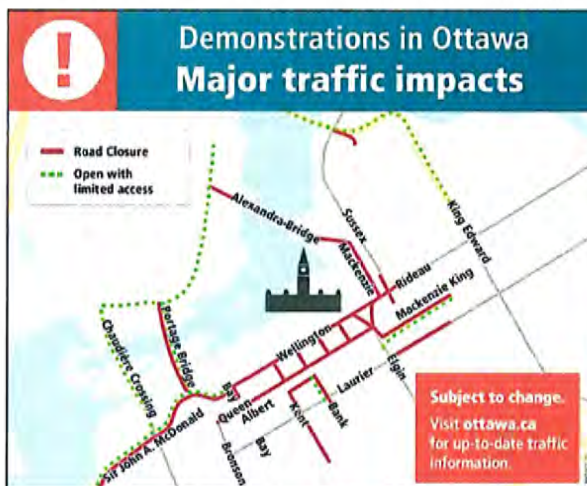 !
Demonstrations in Ottawa
Major traffic impacts
Road Closure
Open with
limited access
Alexandra-Bridge
Sussex
Mackenzie
King Edward
Rideau
Mackenzie King
Wellington
Portage Bridge
Chaudière Crossing
Elgin
Bay
Queen
Laurier
Albert
Kent
Bank
Sir John A. McDonald
Bronson
Bay
Subject to change.
Visit ottawa.ca
for up-to-date traffic
information.